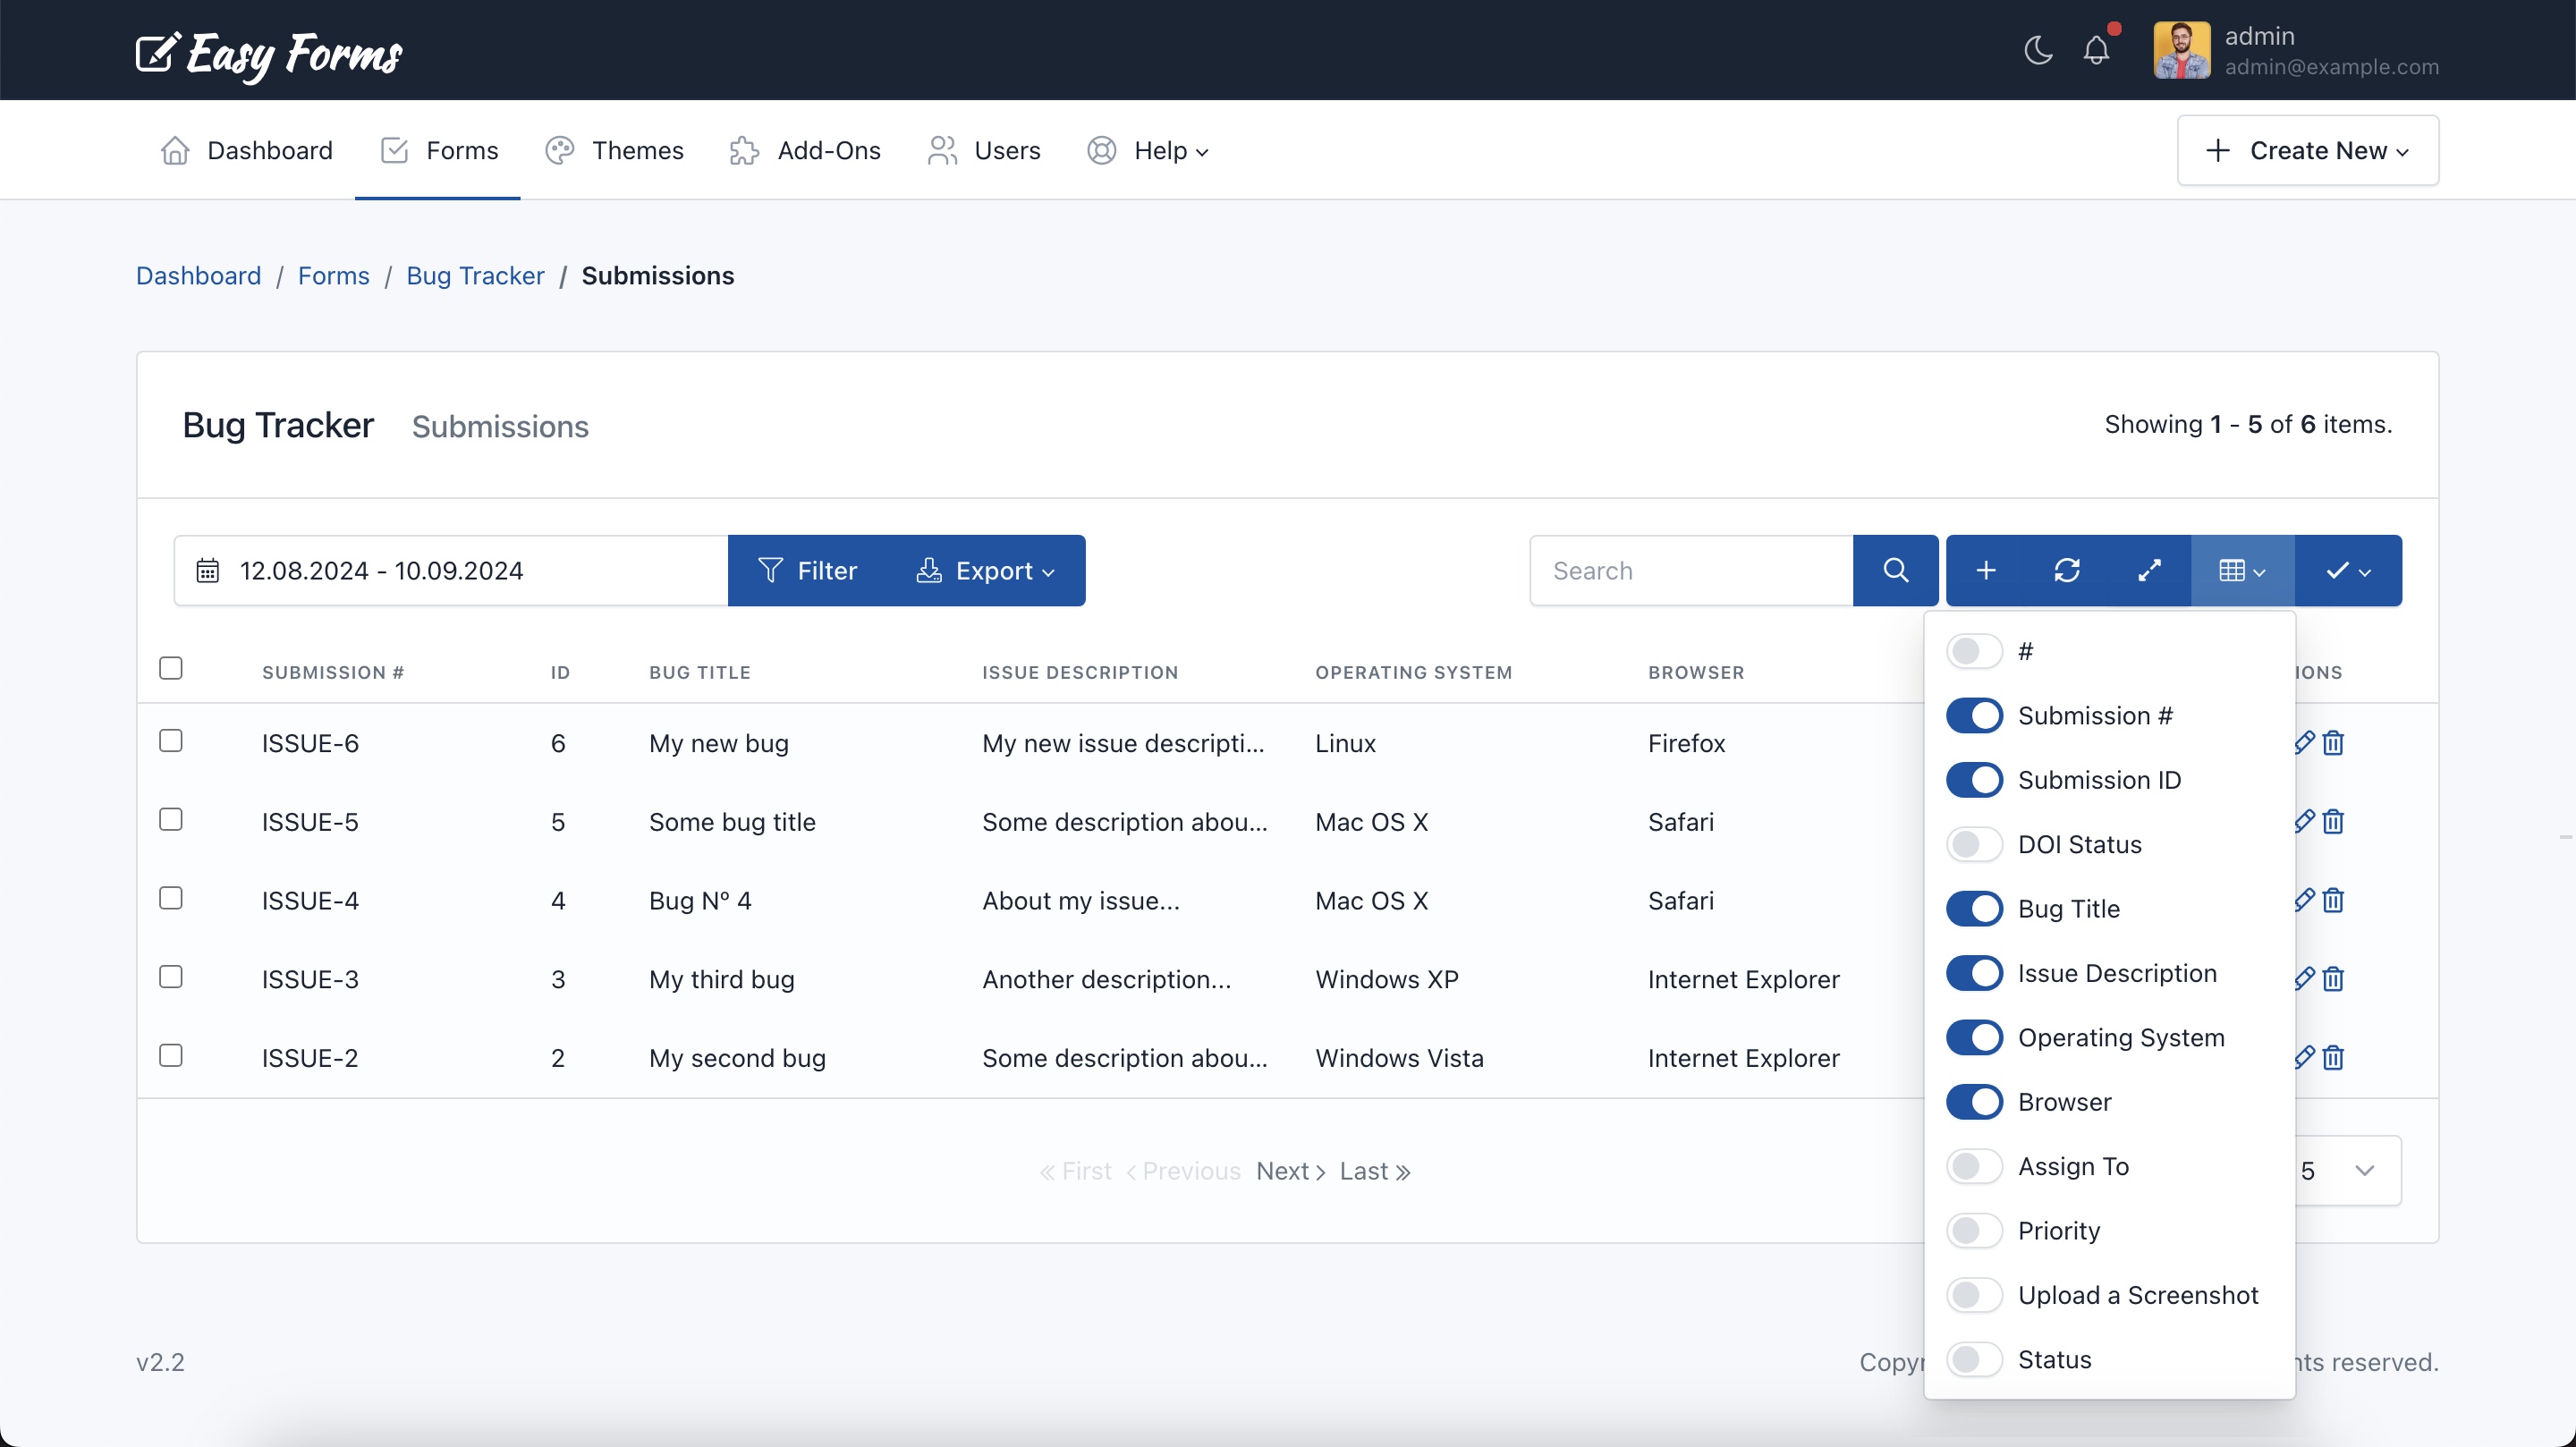 Easy Forms
admin
admin@example.com
Dashboard Forms Themes Add-Ons Users Help Create New
Dashboard / Forms / Bug Tracker / Submissions
Bug Tracker Submissions Showing 1 - 5 of 6 items.
12.08.2024 - 10.09.2024 Filter Export Search
SUBMISSION # ID BUG TITLE ISSUE DESCRIPTION OPERATING SYSTEM BROWSER IONS
ISSUE-6 6 My new bug My new issue descripti... Linux Firefox
ISSUE-5 5 Some bug title Some description abou... Mac OS X Safari
ISSUE-4 4 Bug Nº 4 About my issue... Mac OS X Safari
ISSUE-3 3 My third bug Another description... Windows XP Internet Explorer
ISSUE-2 2 My second bug Some description abou... Windows Vista Internet Explorer
#
Submission #
Submission ID
DOI Status
Bug Title
Issue Description
Operating System
Browser
Assign To
Priority
Upload a Screenshot
Status
« First ‹ Previous Next › Last » 5
v2.2 Copyr nts reserved.